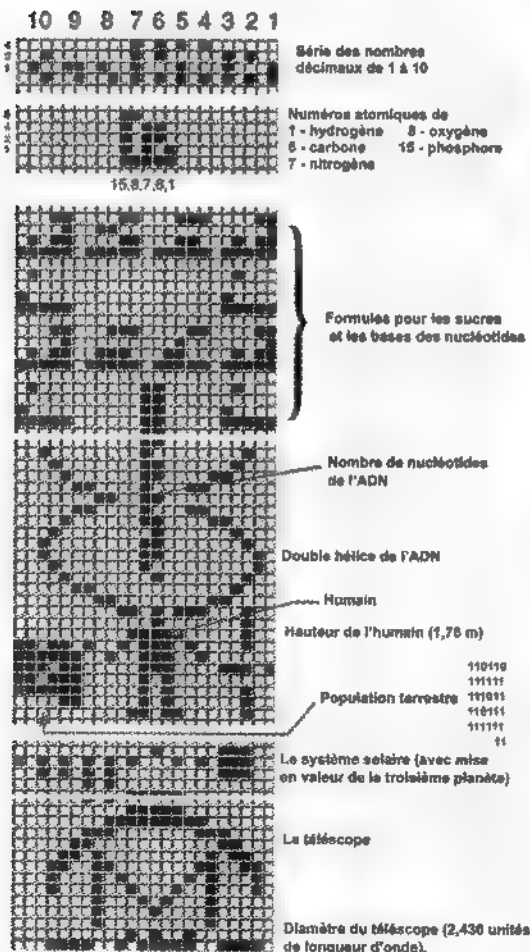 10 9 8 7 6 5 4 3 2 1
Série des nombres
décimaux de 1 à 10
Numéros atomiques de
1 - hydrogène 8 - oxygène
6 - carbone 15 - phosphore
7 - nitrogène
15,8,7,6,1
Formules pour les sucres
et les bases des nucléotides
Nombre de nucléotides
de l'ADN
Double hélice de l'ADN
Humain
Hauteur de l'humain (1,76 m)
Population terrestre
110110
111111
111011
110111
111111
11
Le système solaire (avec mise
en valeur de la troisième planète)
Le téléscope
Diamètre du téléscope (2,430 unités
de longueur d'onde).